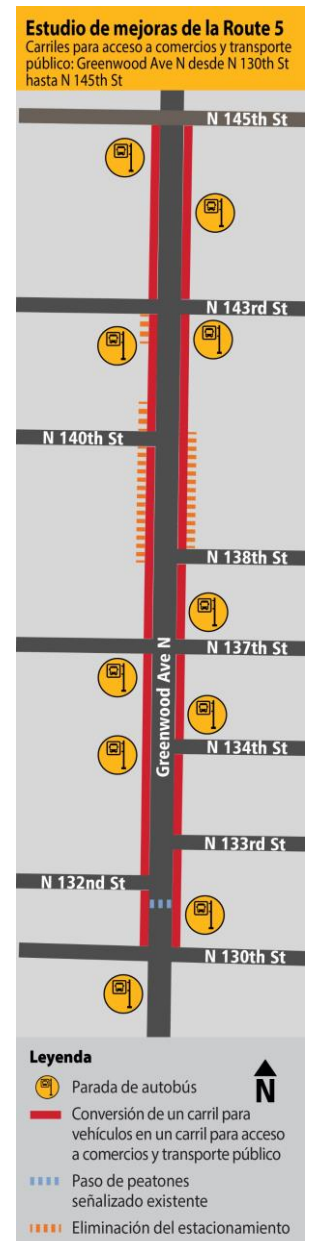 Estudio de mejoras de la Route 5
Carriles para acceso a comercios y transporte
público: Greenwood Ave N desde N 130th St
hasta N 145th St
N 145th St
N 143rd St
N 140th St
N 138th St
N 137th St
Greenwood Ave N
N 134th St
N 133rd St
N 132nd St
N 130th St
Leyenda
N
Parada de autobús
Conversión de un carril para
vehículos en un carril para acceso
a comercios y transporte público
Paso de peatones
señalizado existente
Eliminación del estacionamiento